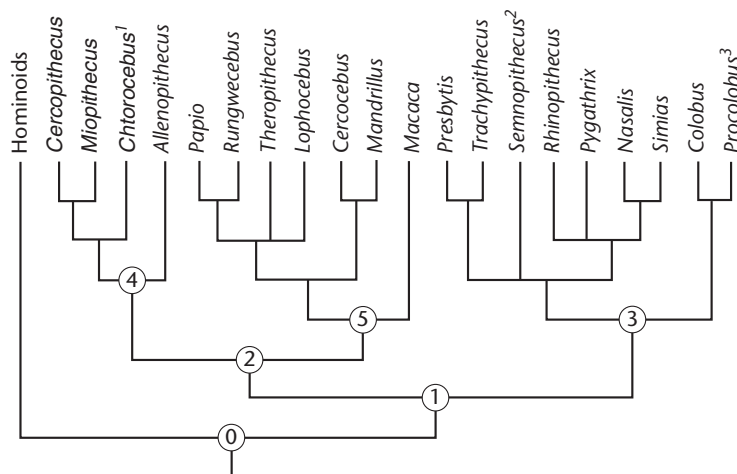 Hominoids
Cercopithecus
Miopithecus
Chtorocebus¹
Allenopithecus
Papio
Rungwecebus
Theropithecus
Lophocebus
Cercocebus
Mandrillus
Macaca
Presbytis
Trachypithecus
Semnopithecus²
Rhinopithecus
Pygathrix
Nasalis
Simias
Colobus
Procolobus³
4
5
3
2
1
0